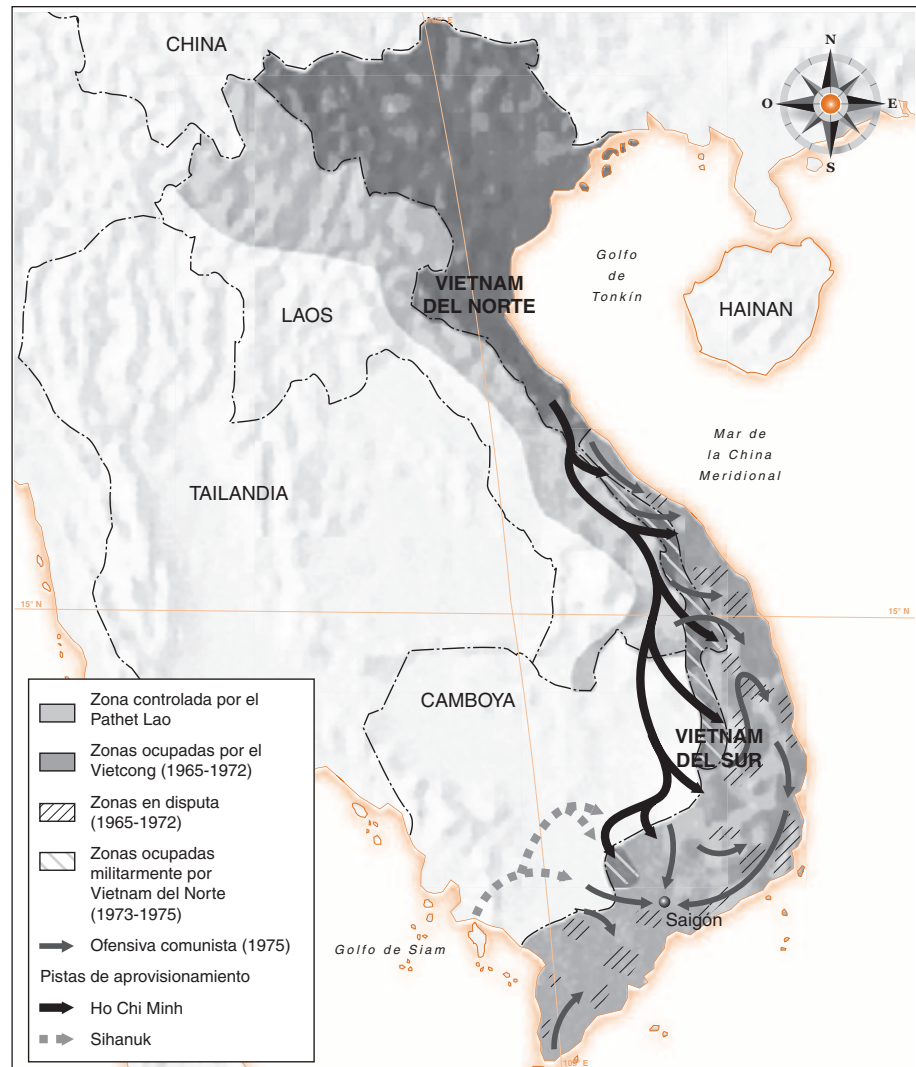 CHINA
N
O
E
S
Golfo
de
Tonkín
VIETNAM
DEL NORTE
HAINAN
LAOS
Mar de
la China
Meridional
TAILANDIA
15° N
15° N
CAMBOYA
VIETNAM
DEL SUR
Saigón
Golfo de Siam
109° E
Zona controlada por el
Pathet Lao
Zonas ocupadas por el
Vietcong (1965-1972)
Zonas en disputa
(1965-1972)
Zonas ocupadas
militarmente por
Vietnam del Norte
(1973-1975)
Ofensiva comunista (1975)
Pistas de aprovisionamiento
Ho Chi Minh
Sihanuk